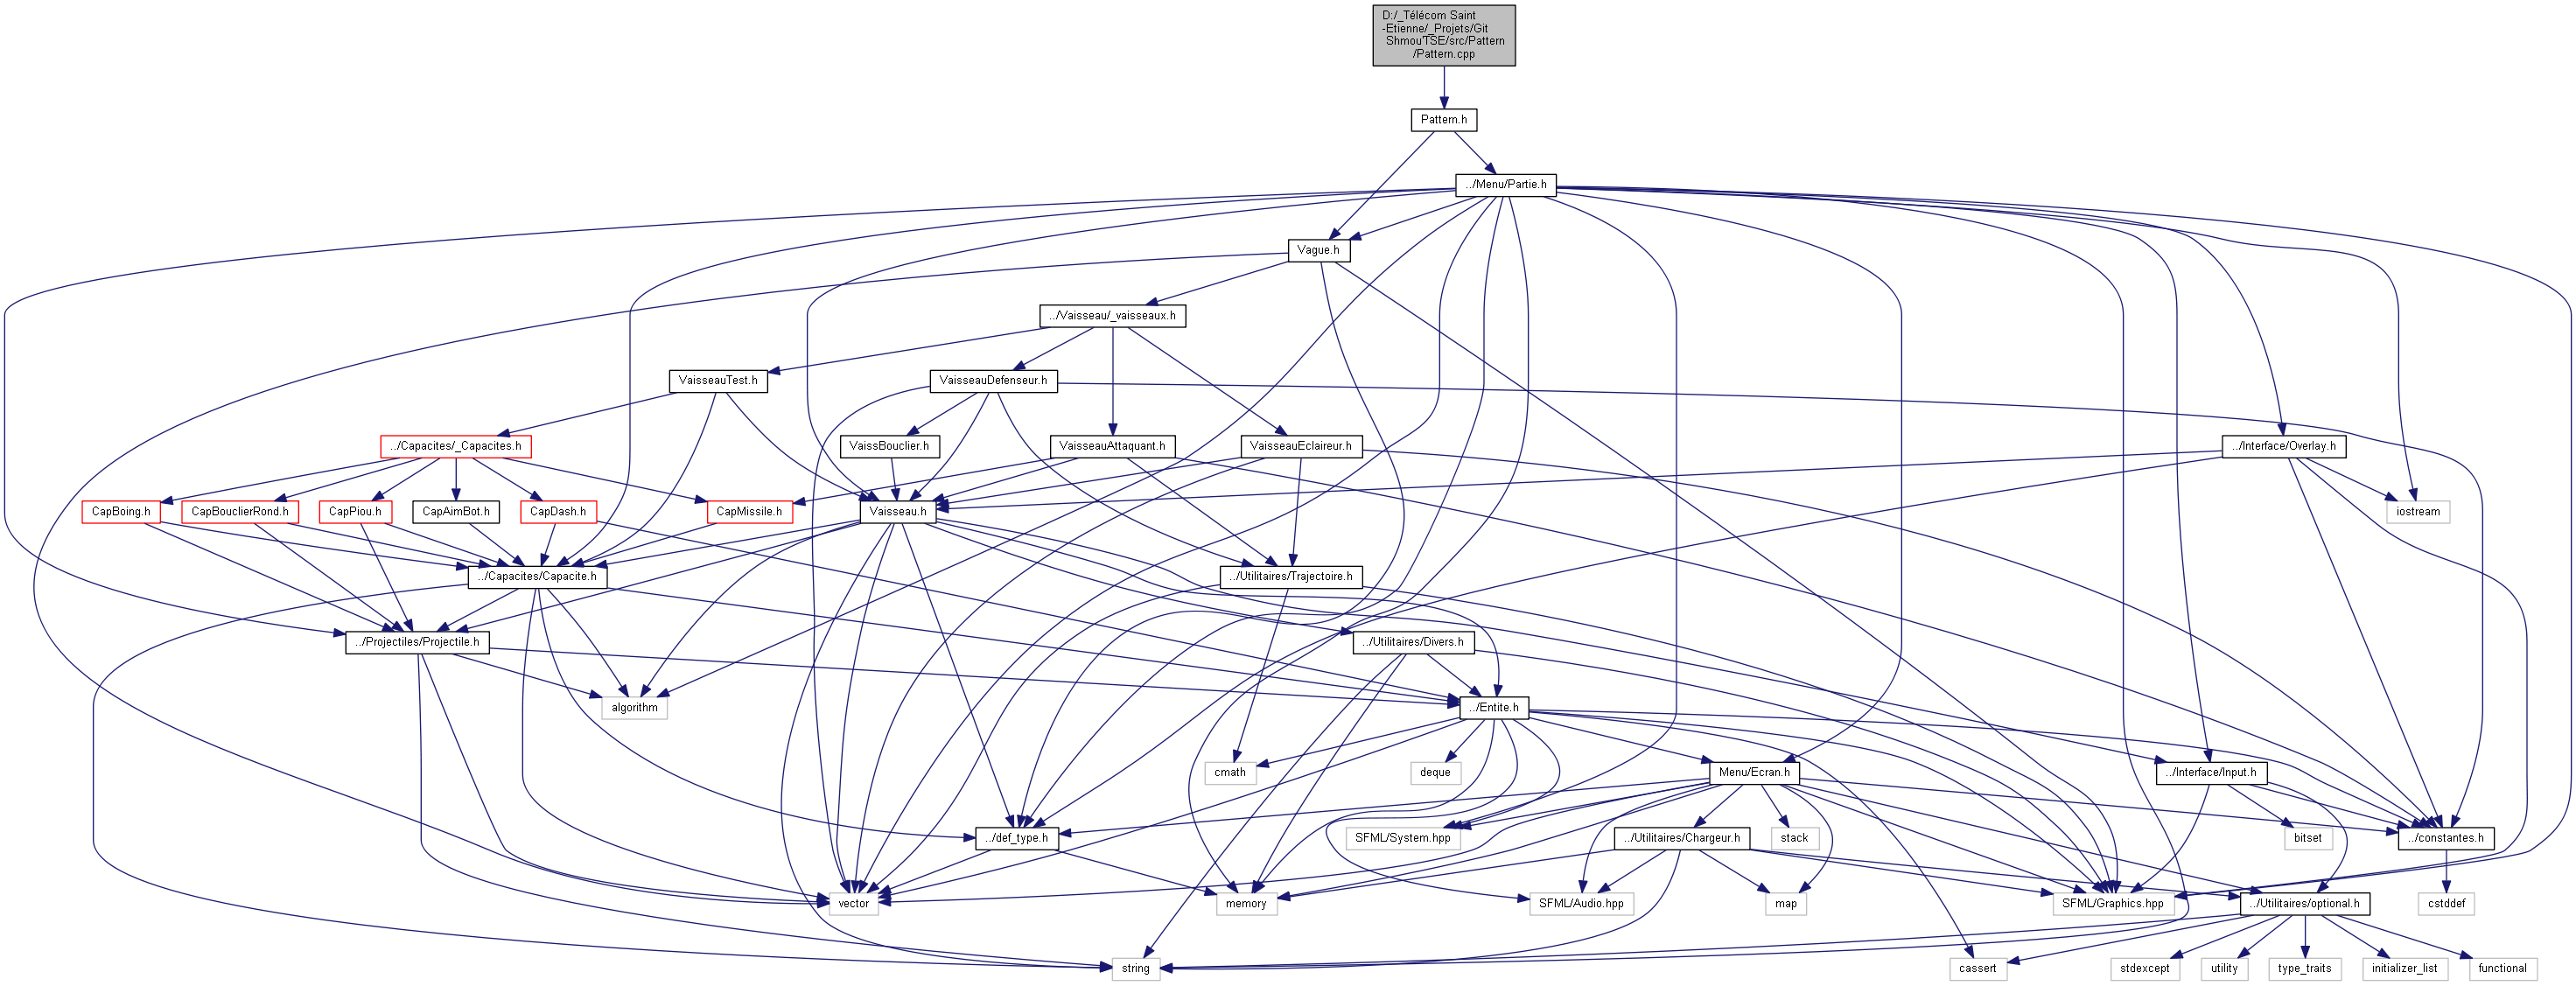 D:/_Télécom Saint
-Etienne/_Projets/Git
Shmou'TSE/src/Pattern
/Pattern.cpp
Pattern.h
../Menu/Partie.h
Vague.h
../Vaisseau/_vaisseaux.h
VaisseauTest.h
VaisseauDefenseur.h
../Capacites/_Capacites.h
VaissBouclier.h
VaisseauAttaquant.h
VaisseauEclaireur.h
../Interface/Overlay.h
CapBoing.h
CapBouclierRond.h
CapPiou.h
CapAimBot.h
CapDash.h
CapMissile.h
Vaisseau.h
iostream
../Capacites/Capacite.h
../Utilitaires/Trajectoire.h
../Projectiles/Projectile.h
../Utilitaires/Divers.h
algorithm
../Entite.h
cmath
deque
Menu/Ecran.h
../Interface/Input.h
../def_type.h
SFML/System.hpp
../Utilitaires/Chargeur.h
stack
bitset
../constantes.h
vector
memory
SFML/Audio.hpp
map
SFML/Graphics.hpp
../Utilitaires/optional.h
cstddef
string
cassert
stdexcept
utility
type_traits
initializer_list
functional